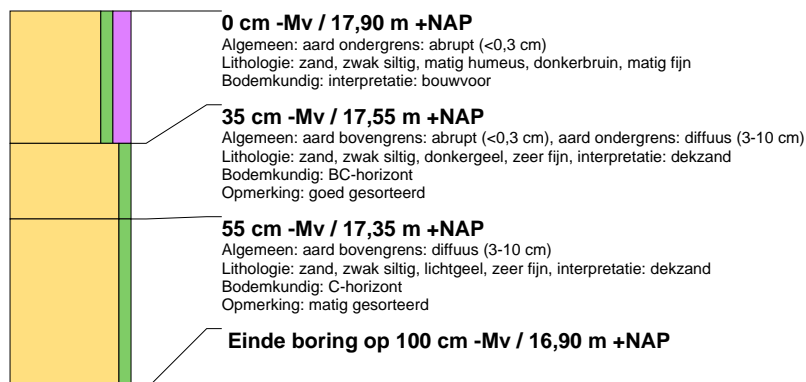 0 cm -Mv / 17,90 m +NAP
Algemeen: aard ondergrens: abrupt (<0,3 cm)
Lithologie: zand, zwak siltig, matig humeus, donkerbruin, matig fijn
Bodemkundig: interpretatie: bouwvoor
35 cm -Mv / 17,55 m +NAP
Algemeen: aard bovengrens: abrupt (<0,3 cm), aard ondergrens: diffuus (3-10 cm)
Lithologie: zand, zwak siltig, donkergeel, zeer fijn, interpretatie: dekzand
Bodemkundig: BC-horizont
Opmerking: goed gesorteerd
55 cm -Mv / 17,35 m +NAP
Algemeen: aard bovengrens: diffuus (3-10 cm)
Lithologie: zand, zwak siltig, lichtgeel, zeer fijn, interpretatie: dekzand
Bodemkundig: C-horizont
Opmerking: matig gesorteerd
Einde boring op 100 cm -Mv / 16,90 m +NAP